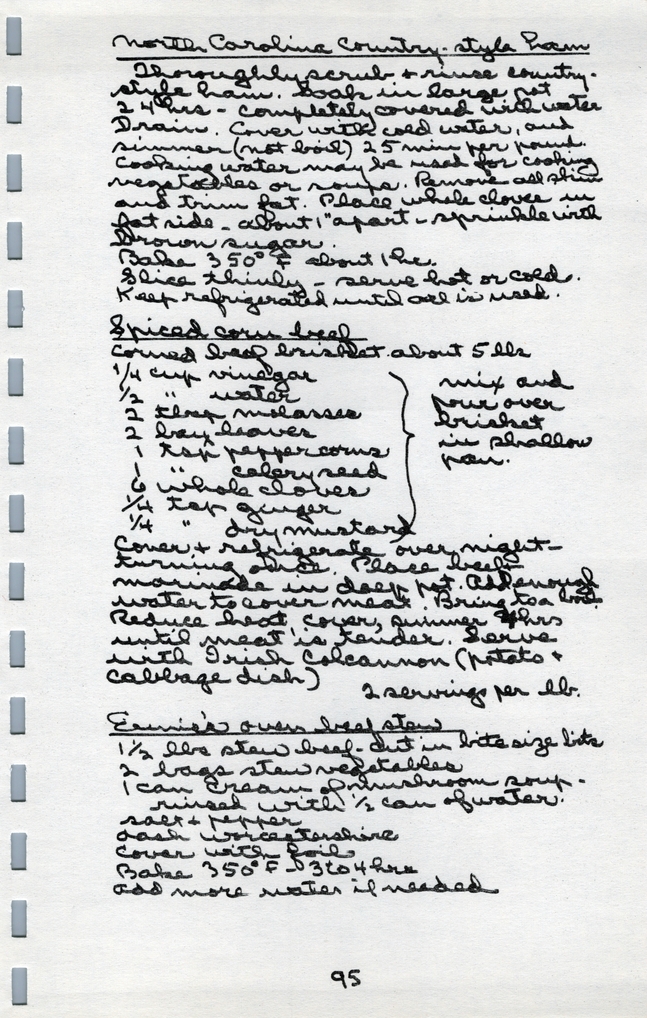 North Carolina Country-style Ham
Thoroughly scrub + rinse country-
style ham. Soak in large pot
24 hrs - completely covered with water
Drain. Cover with cold water, and
simmer (not boil) 25 min per pound.
Cooking water may be used for cooking
vegetables or soups. Remove all skin
and trim fat. Place whole cloves in
fat side - about 1" apart - sprinkle with
brown sugar.
Bake 350° F about 1 hr.
Slice thinly - serve hot or cold.
Keep refrigerated until all is used.
Spiced corn beef
Corned beef brisket about 5 lbs
1/4 cup vinegar
1/2 " water
2 tbsp molasses
2 bay leaves
1 tsp peppercorns
1 " celery seed
6 whole cloves
1/4 tsp ginger
1/4 " dry mustard
mix and
pour over
brisket
in shallow
pan.
Cover + refrigerate over night -
turning once. Place beef +
marinade in deep pot. Add enough
water to cover meat. Bring to a boil.
Reduce heat, cover, simmer 4 hrs
until meat is tender. Serve
with Irish Colcannon (potato +
cabbage dish)
2 servings per lb.
Ernie's oven beef stew
1 1/2 lbs stew beef - cut in bite size bits
2 bags stew vegetables
1 can cream of mushroom soup -
rinsed with 1/2 can of water.
salt + pepper
dash worcestershire
cover with foil
Bake 350° F - 3 to 4 hrs
add more water if needed
95